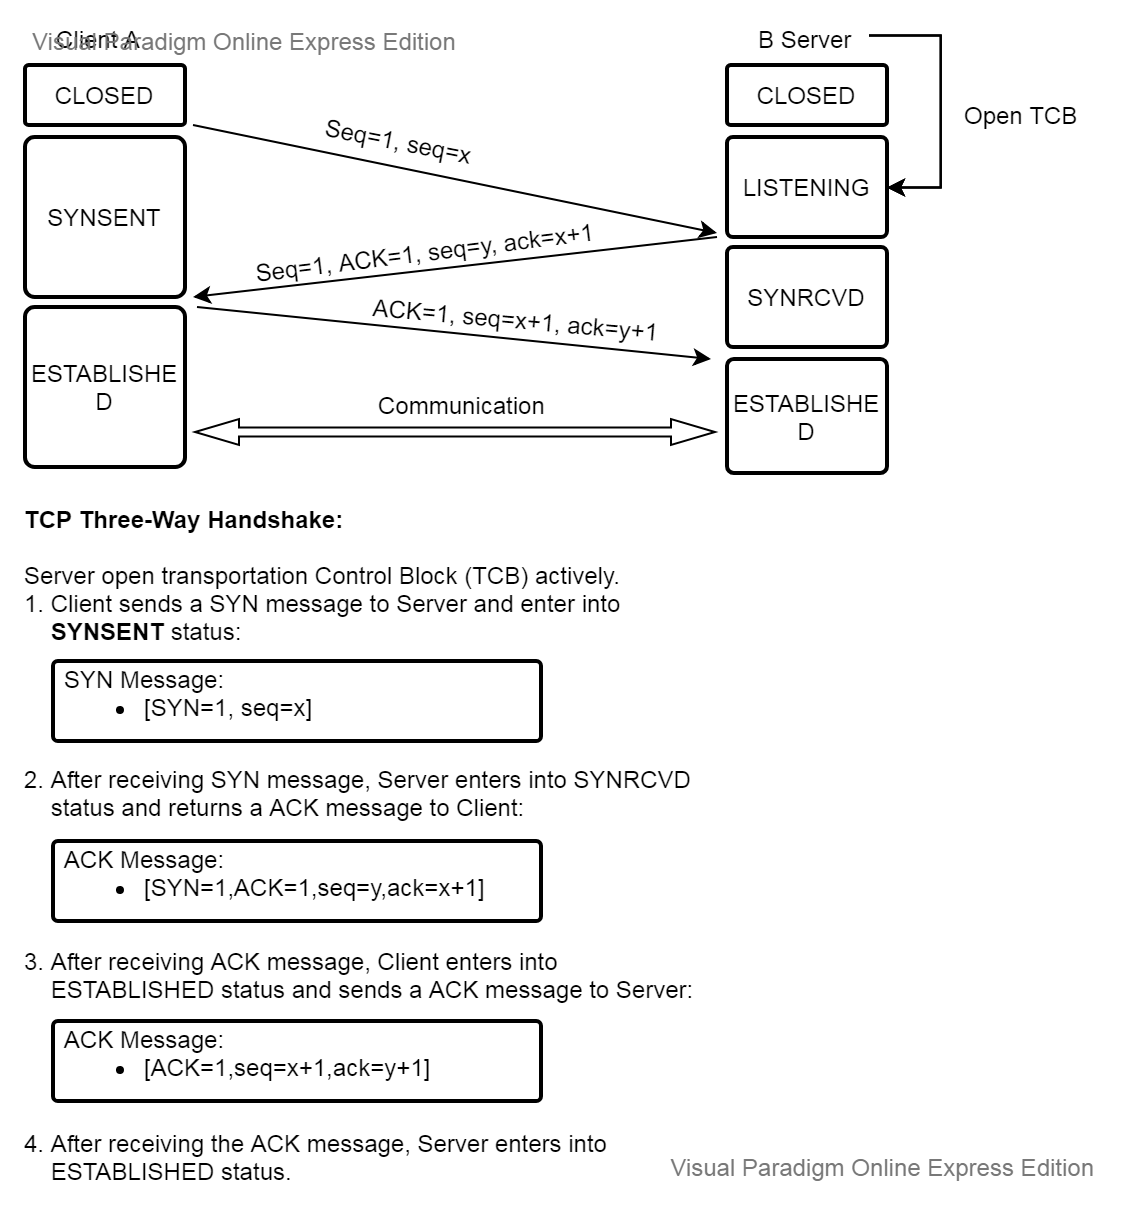 Visual Paradigm Online Express Edition
Client A
B Server
CLOSED
CLOSED
Open TCB
Seq=1, seq=x
LISTENING
SYNSENT
Seq=1, ACK=1, seq=y, ack=x+1
SYNRCVD
ACK=1, seq=x+1, ack=y+1
ESTABLISHE
D
ESTABLISHE
D
Communication
TCP Three-Way Handshake:
Server open transportation Control Block (TCB) actively.
1. Client sends a SYN message to Server and enter into
SYNSENT status:
SYN Message:
• [SYN=1, seq=x]
2. After receiving SYN message, Server enters into SYNRCVD
status and returns a ACK message to Client:
ACK Message:
• [SYN=1,ACK=1,seq=y,ack=x+1]
3. After receiving ACK message, Client enters into
ESTABLISHED status and sends a ACK message to Server:
ACK Message:
• [ACK=1,seq=x+1,ack=y+1]
4. After receiving the ACK message, Server enters into
ESTABLISHED status.
Visual Paradigm Online Express Edition